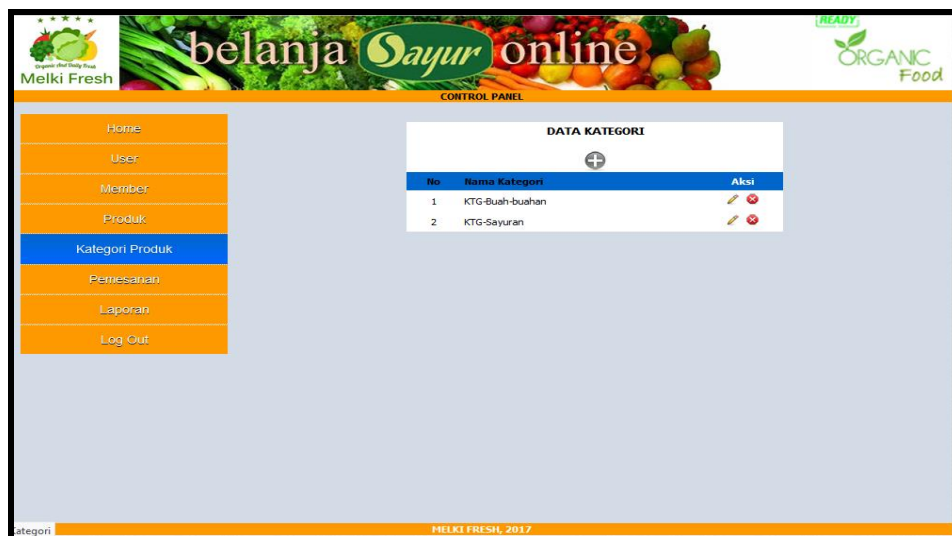 Melki Fresh
belanja Sayur online
READY
ORGANIC
Food
CONTROL PANEL
Home
User
Member
Produk
Kategori Produk
Pemesanan
Laporan
Log Out
DATA KATEGORI
No Nama Kategori Aksi
1 KTG-Buah-buahan
2 KTG-Sayuran
Kategori
MELKI FRESH, 2017